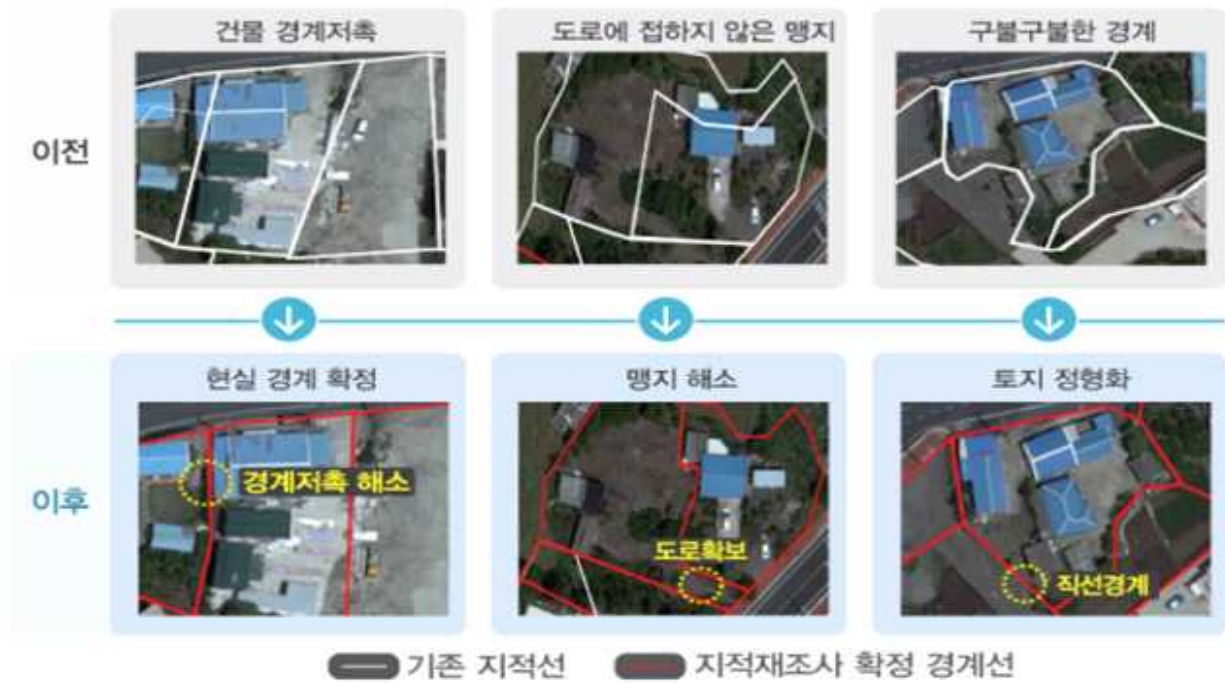 건물 경계저촉
도로에 접하지 않은 맹지
구불구불한 경계
이전
현실 경계 확정
맹지 해소
토지 정형화
이후
경계저촉 해소
도로확보
직선경계
기존 지적선
지적재조사 확정 경계선